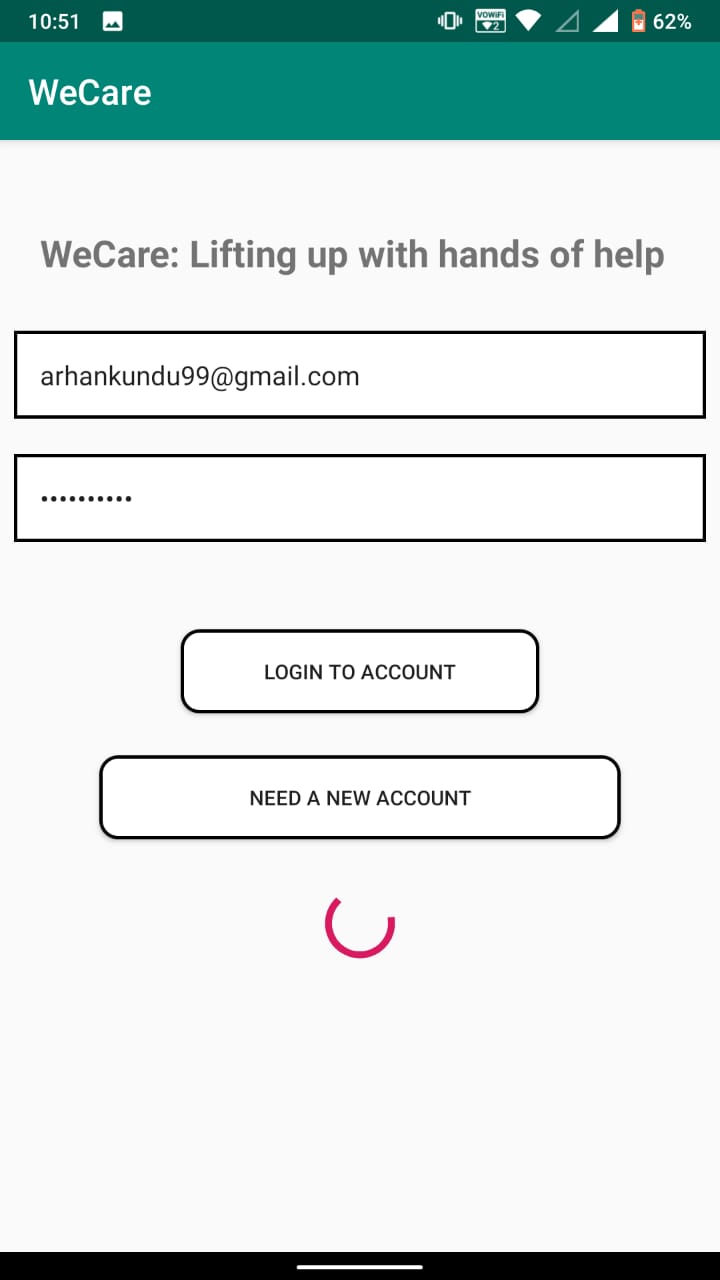 10:51 VOWiFi 2 62%
WeCare
WeCare: Lifting up with hands of help
arhankundu99@gmail.com
••••••••••
LOGIN TO ACCOUNT
NEED A NEW ACCOUNT